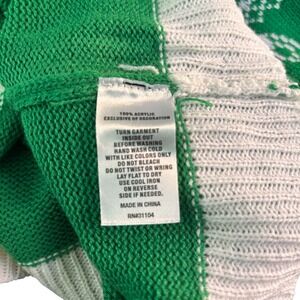 100% ACRYLIC
EXCLUSIVE OF DECORATION
TURN GARMENT
INSIDE OUT
BEFORE WASHING
HAND WASH COLD
WITH LIKE COLORS ONLY
DO NOT BLEACH
DO NOT TWIST OR WRING
LAY FLAT TO DRY
USE COOL IRON
ON REVERSE
SIDE IF NEEDED.
MADE IN CHINA
RN#31104